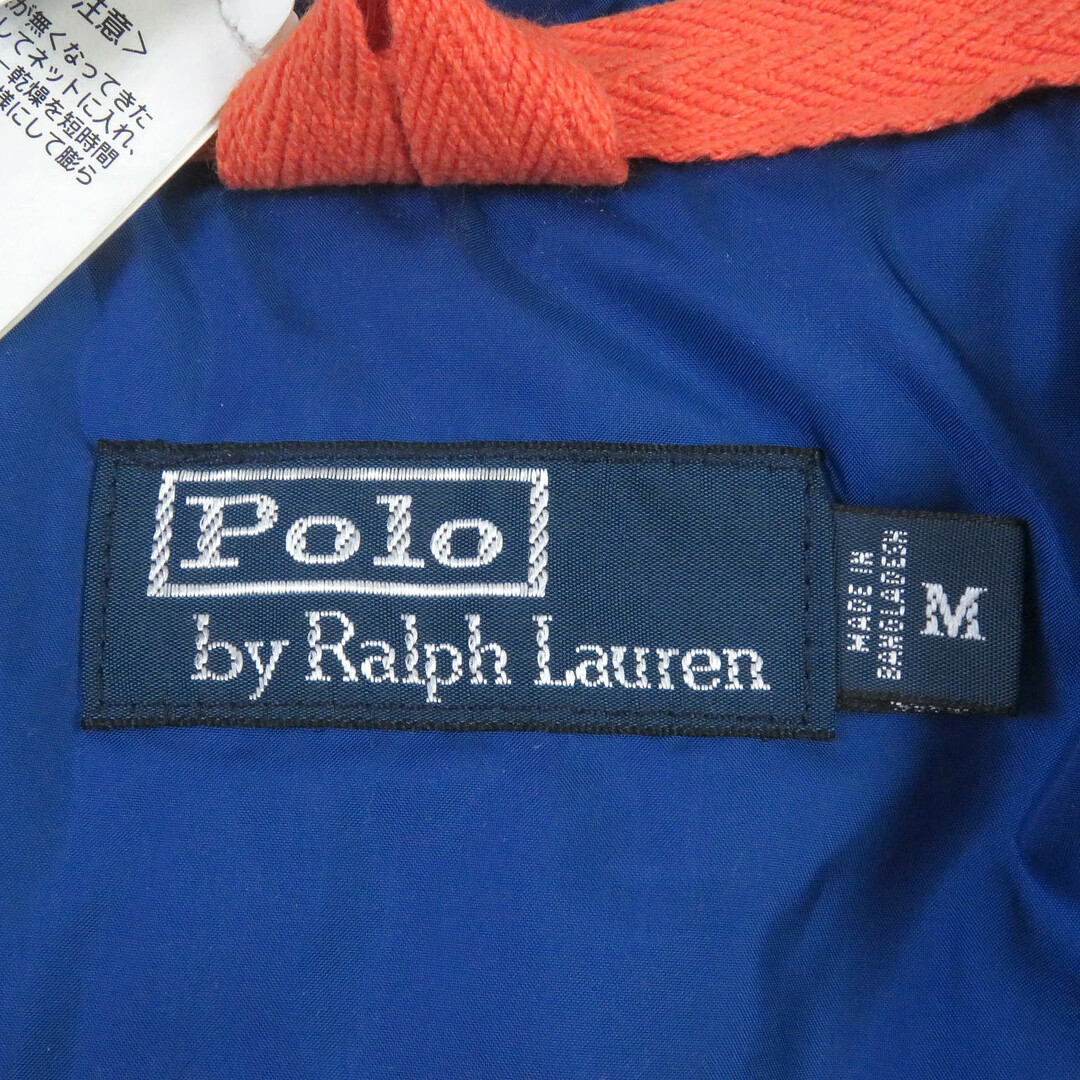 注意>
が無くなってきた
してネットに入れ、
乾燥を短時間
様にして膨ら
Polo
by Ralph Lauren
MADE IN
BANGLADESH
M